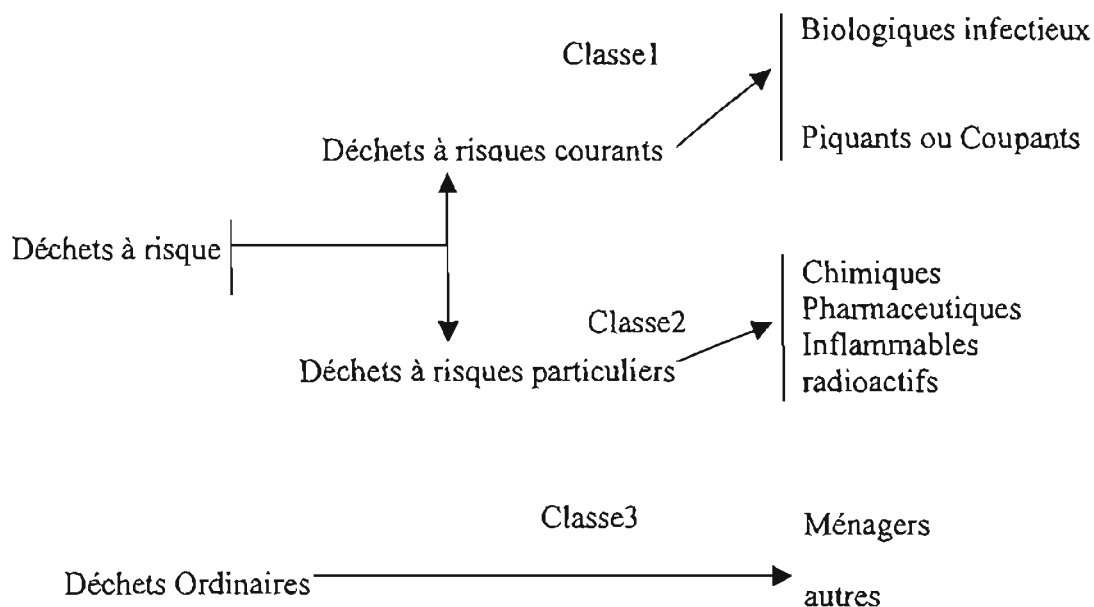 Classe1
Biologiques infectieux
Déchets à risques courants
Piquants ou Coupants
Déchets à risque
Chimiques
Pharmaceutiques
Classe2
Inflammables
Déchets à risques particuliers
radioactifs
Classe3
Ménagers
Déchets Ordinaires
autres